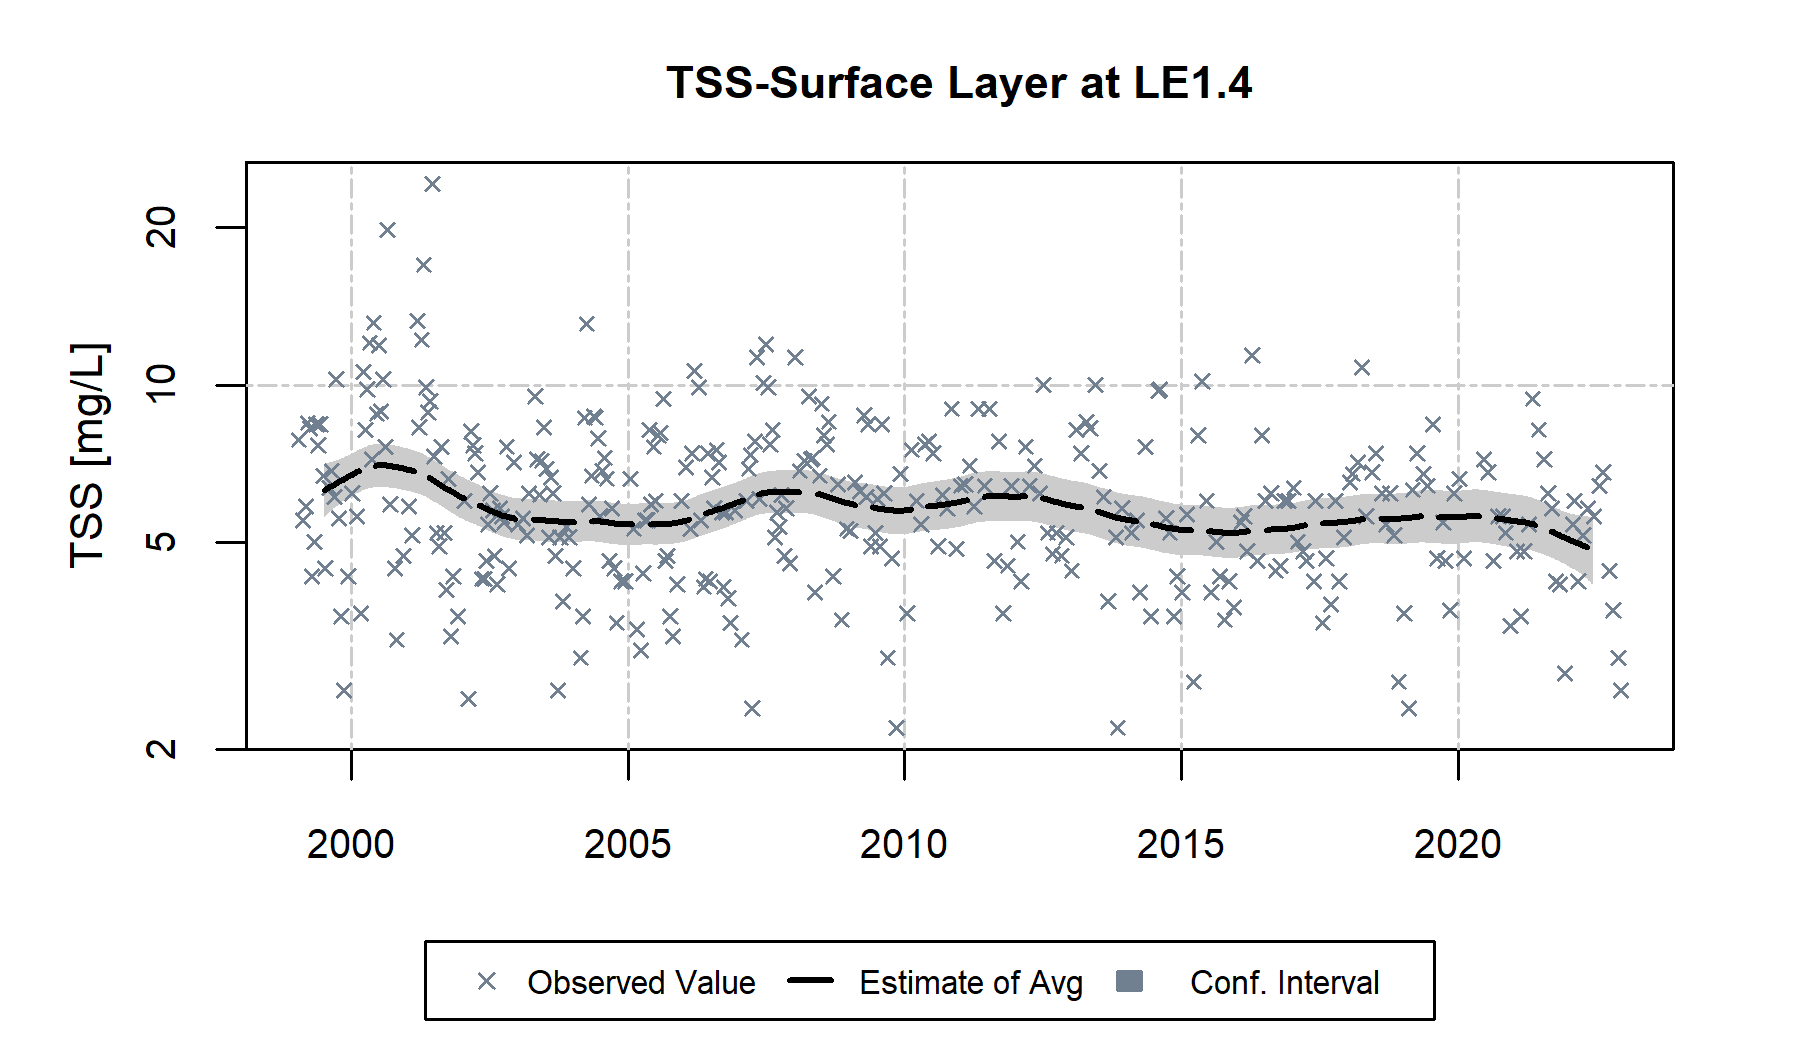 TSS-Surface Layer at LE1.4
TSS [mg/L]
20
10
5
2
2000 2005 2010 2015 2020
Observed Value Estimate of Avg Conf. Interval